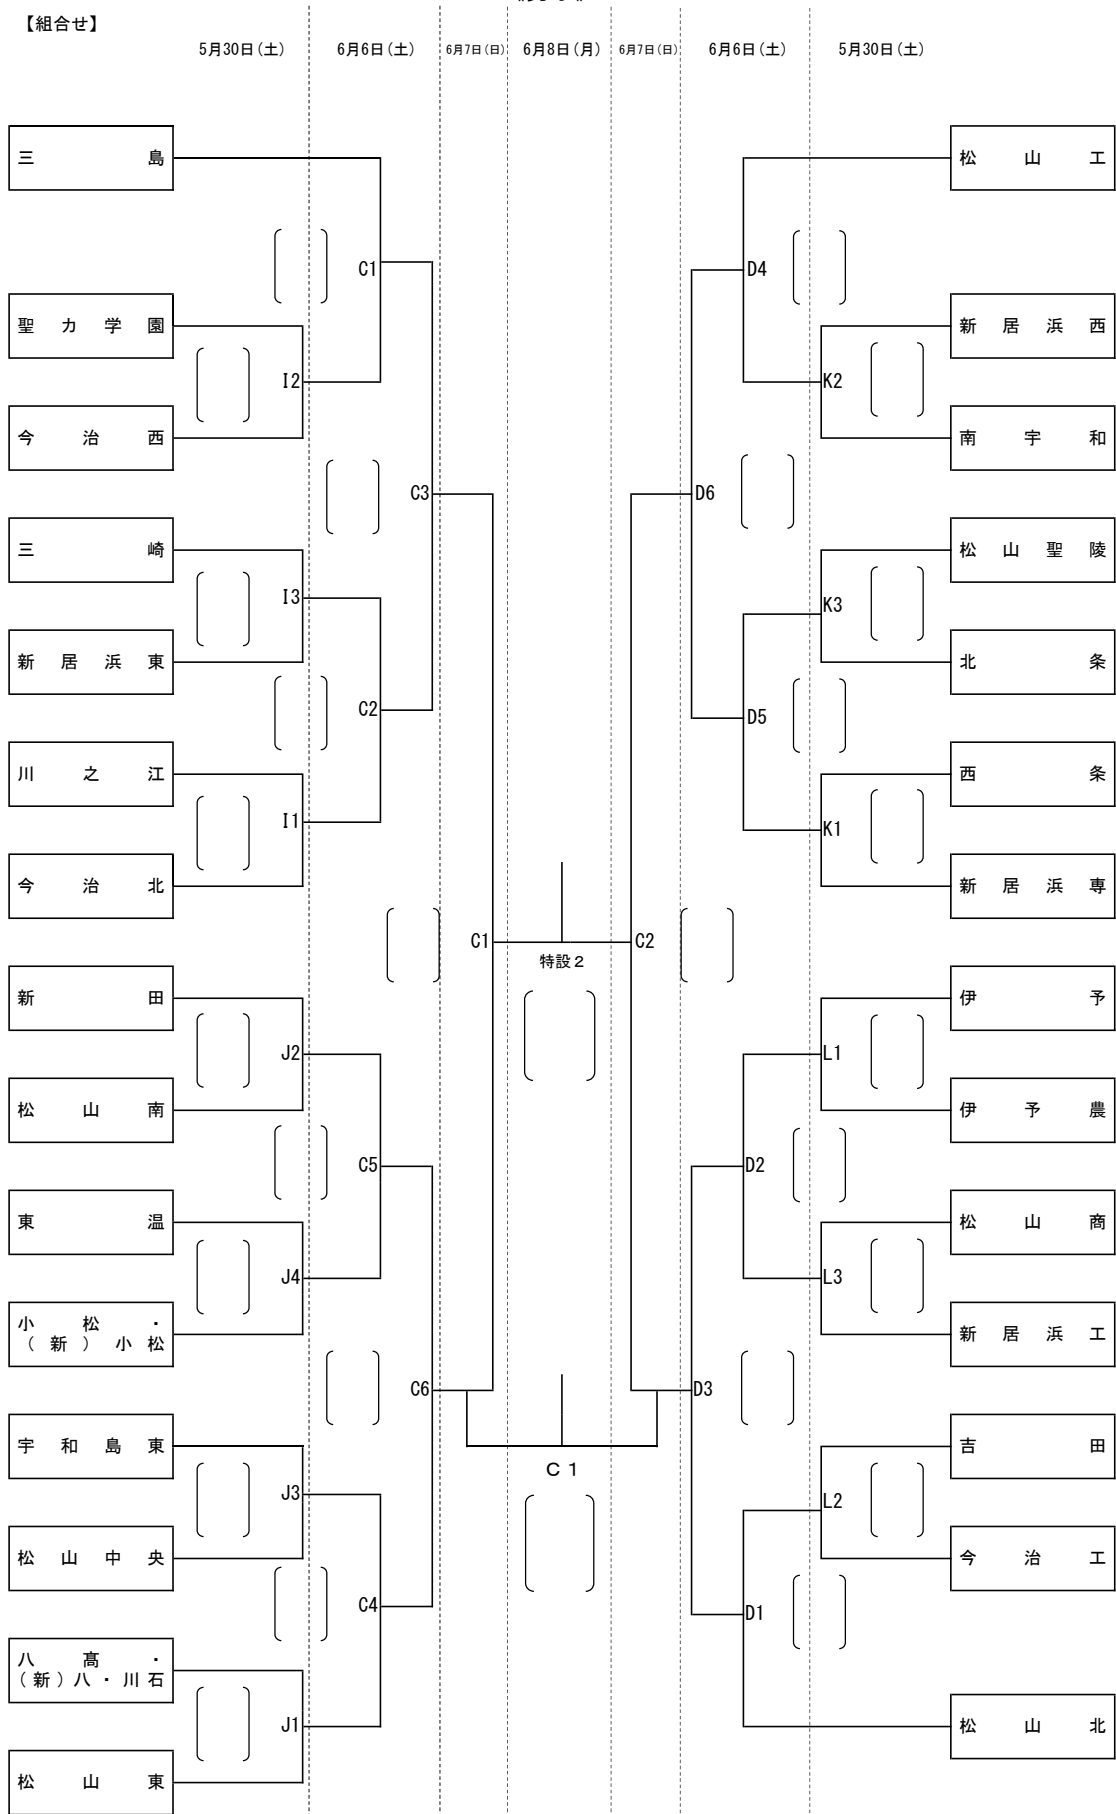 【組合せ】
5月30日(土) 6月6日(土) 6月7日(日) 6月8日(月) 6月7日(日) 6月6日(土) 5月30日(土)
三島
聖カ学園
今治西
三崎
新居浜東
川之江
今治北
新田
松山南
東温
小松・
(新)小松
宇和島東
松山中央
八髙・
(新)八・川石
松山東
I2
I3
I1
J2
J4
J3
J1
C1
C2
C5
C4
C3
C6
C1
特設2
C1
C2
D6
D3
D4
D5
D2
D1
K2
K3
K1
L1
L3
L2
松山工
新居浜西
南宇和
松山聖陵
北条
西条
新居浜専
伊予
伊予農
松山商
新居浜工
吉田
今治工
松山北